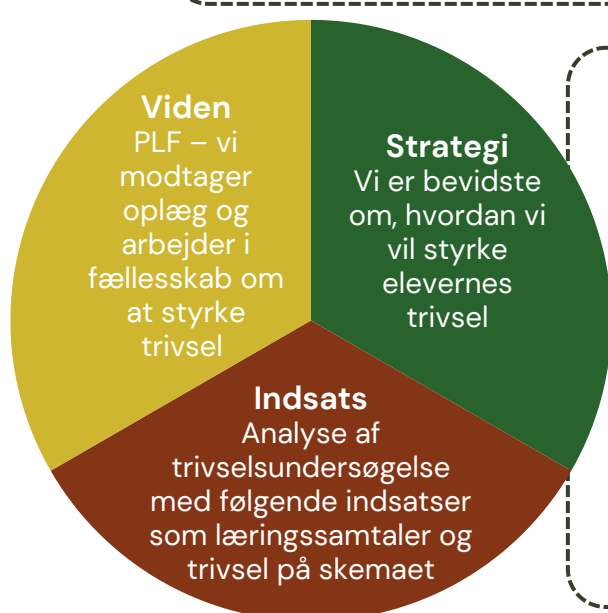 Viden
PLF – vi
modtager
oplæg og
arbejder i
fællesskab om
at styrke
trivsel
Strategi
Vi er bevidste
om, hvordan vi
vil styrke
elevernes
trivsel
Indsats
Analyse af
trivselsundersøgelse
med følgende indsatser
som læringssamtaler og
trivsel på skemaet